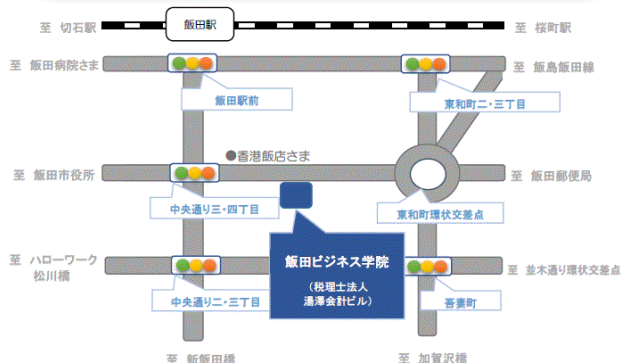 至 切石駅
飯田駅
至 桜町駅
至 飯田病院さま
至 飯島飯田線
飯田駅前
東和町二・三丁目
●香港飯店さま
至 飯田市役所
至 飯田郵便局
中央通り三・四丁目
東和町環状交差点
飯田ビジネス学院
(税理士法人
湯澤会計ビル)
至 ハローワーク
松川橋
至 並木通り環状交差点
中央通り二・三丁目
吾妻町
至 新飯田橋
至 加賀沢橋